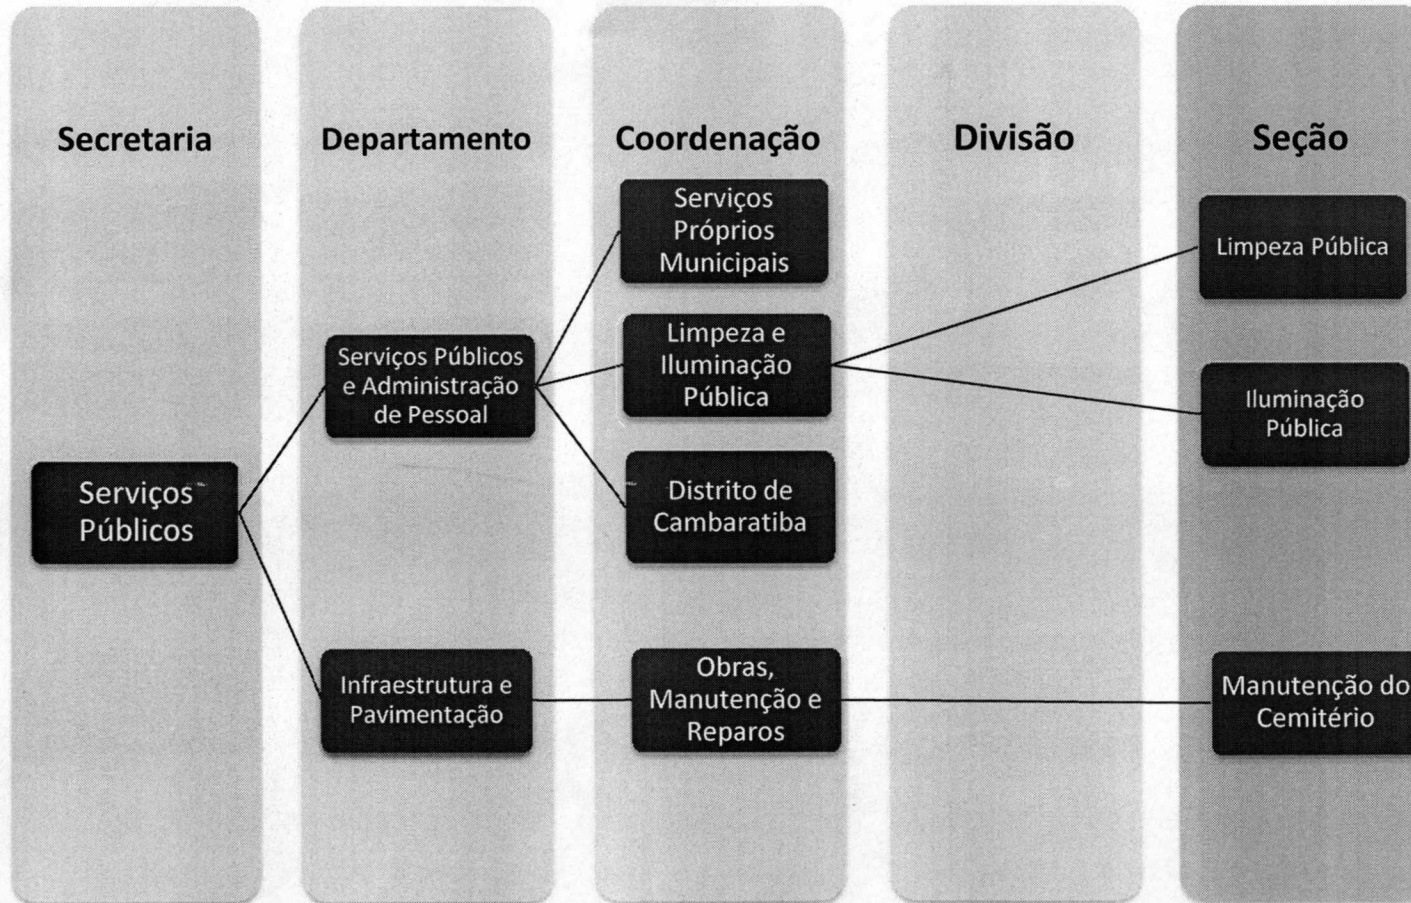 Secretaria
Departamento
Coordenação
Divisão
Seção
Serviços
Públicos
Serviços Públicos
e Administração
de Pessoal
Infraestrutura e
Pavimentação
Serviços
Próprios
Municipais
Limpeza e
Iluminação
Pública
Distrito de
Cambaratiba
Obras,
Manutenção e
Reparos
Limpeza Pública
Iluminação
Pública
Manutenção do
Cemitério